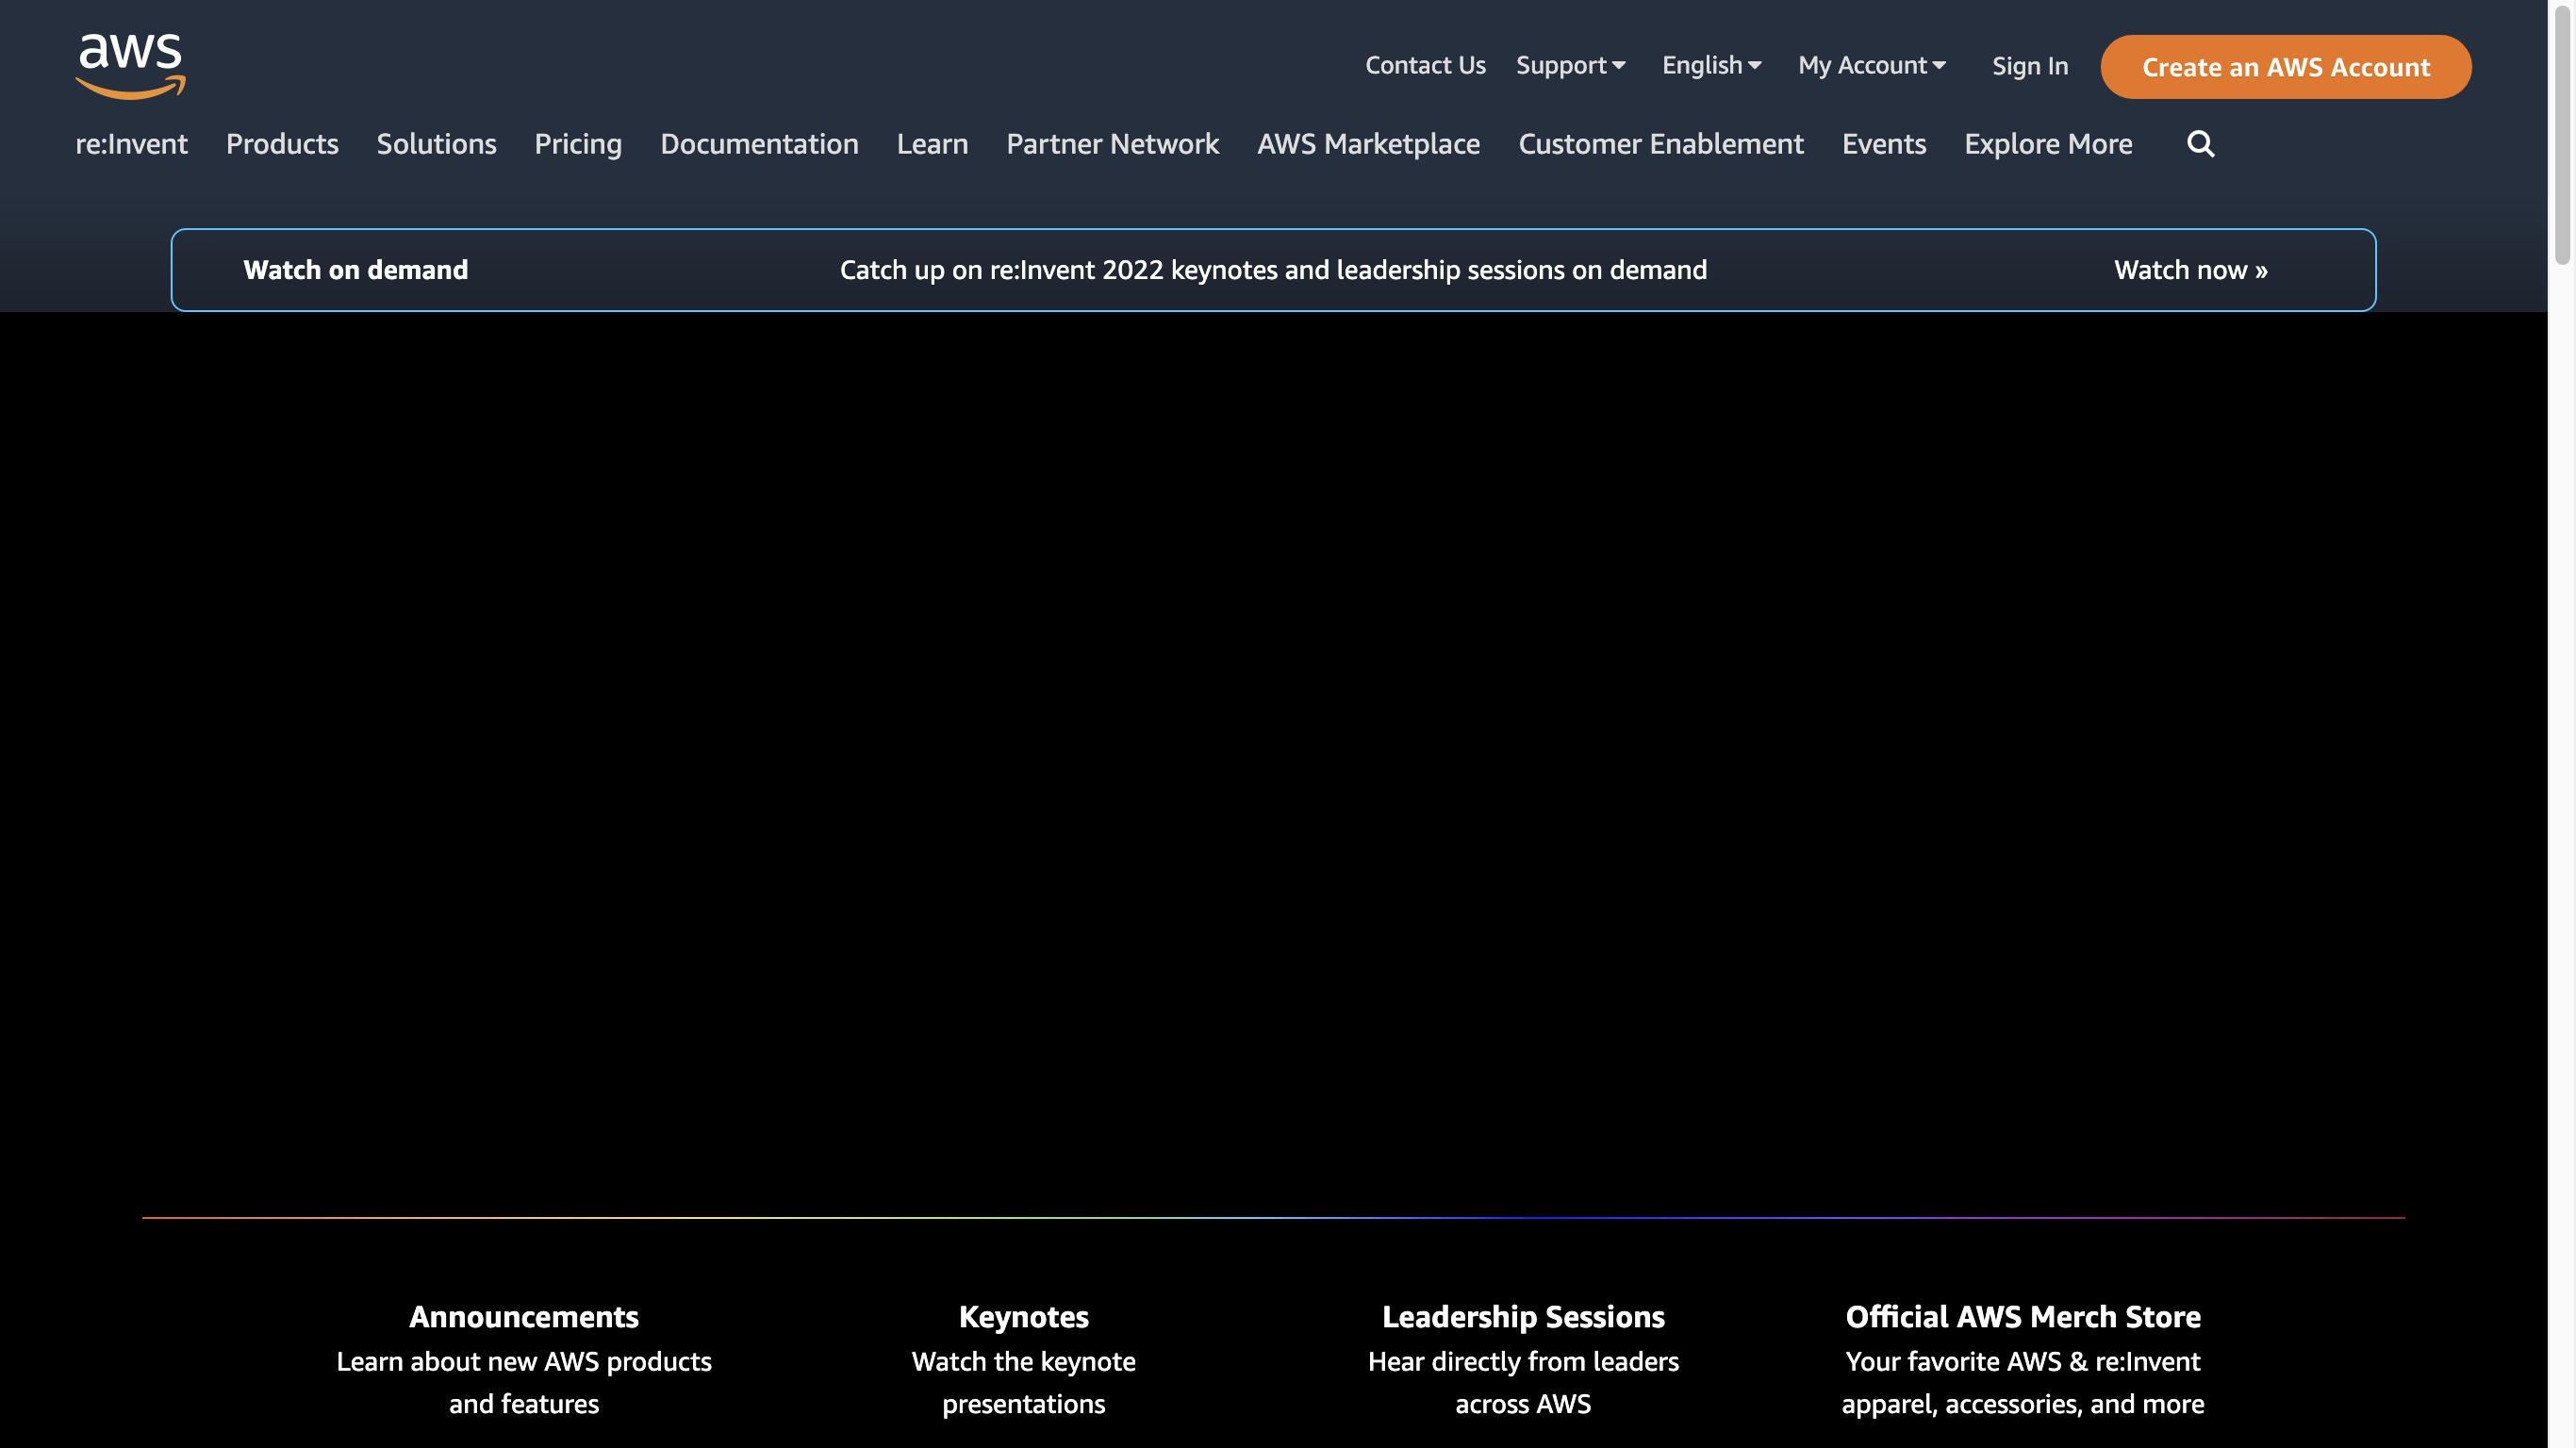 aws
Contact Us Support English My Account Sign In Create an AWS Account
re:Invent Products Solutions Pricing Documentation Learn Partner Network AWS Marketplace Customer Enablement Events Explore More
Watch on demand Catch up on re:Invent 2022 keynotes and leadership sessions on demand Watch now »
Announcements
Learn about new AWS products
and features
Keynotes
Watch the keynote
presentations
Leadership Sessions
Hear directly from leaders
across AWS
Official AWS Merch Store
Your favorite AWS & re:Invent
apparel, accessories, and more